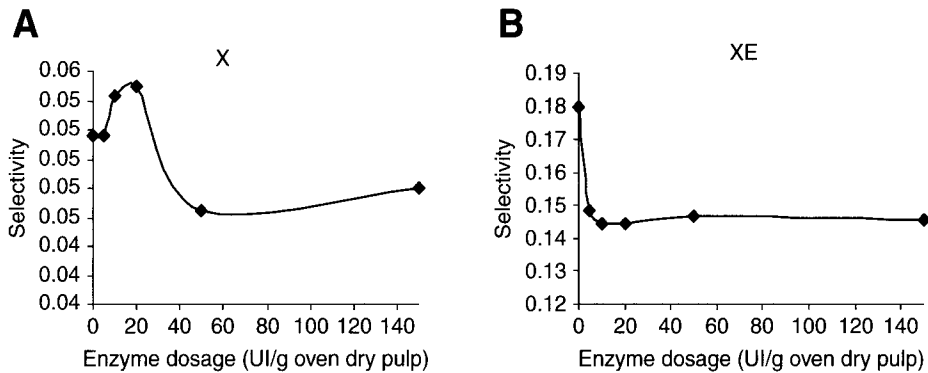 A
X
0.06
0.05
0.05
0.05
0.05
0.05
0.04
0.04
0.04
Selectivity
0 20 40 60 80 100 120 140
Enzyme dosage (UI/g oven dry pulp)
B
XE
0.19
0.18
0.17
0.16
0.15
0.14
0.13
0.12
Selectivity
0 20 40 60 80 100 120 140
Enzyme dosage (UI/g oven dry pulp)